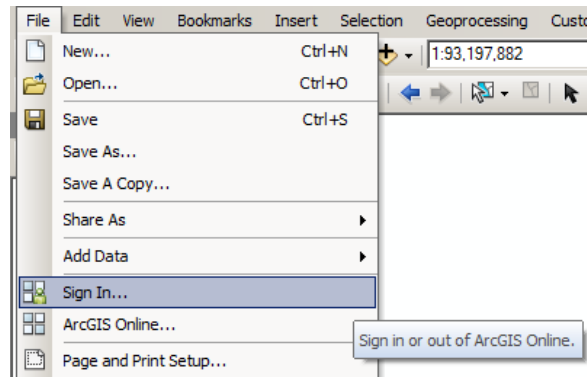 File Edit View Bookmarks Insert Selection Geoprocessing Custo
New... Ctrl+N
1:93,197,882
Open... Ctrl+O
Save Ctrl+S
Save As...
Save A Copy...
Share As
Add Data
Sign In...
ArcGIS Online...
Sign in or out of ArcGIS Online.
Page and Print Setup...